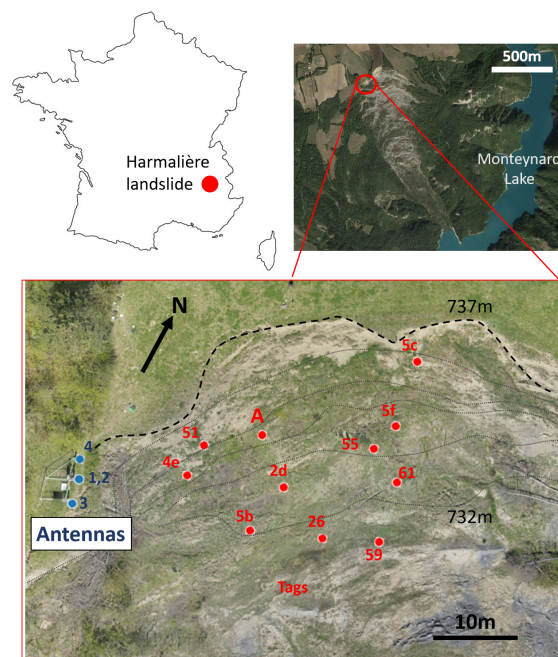 Harmalière
landslide
500m
Monteynard
Lake
N
737m
5c
5f
A
51
55
4
4e
61
1,2
2d
3
Antennas
5b
26
732m
59
Tags
10m